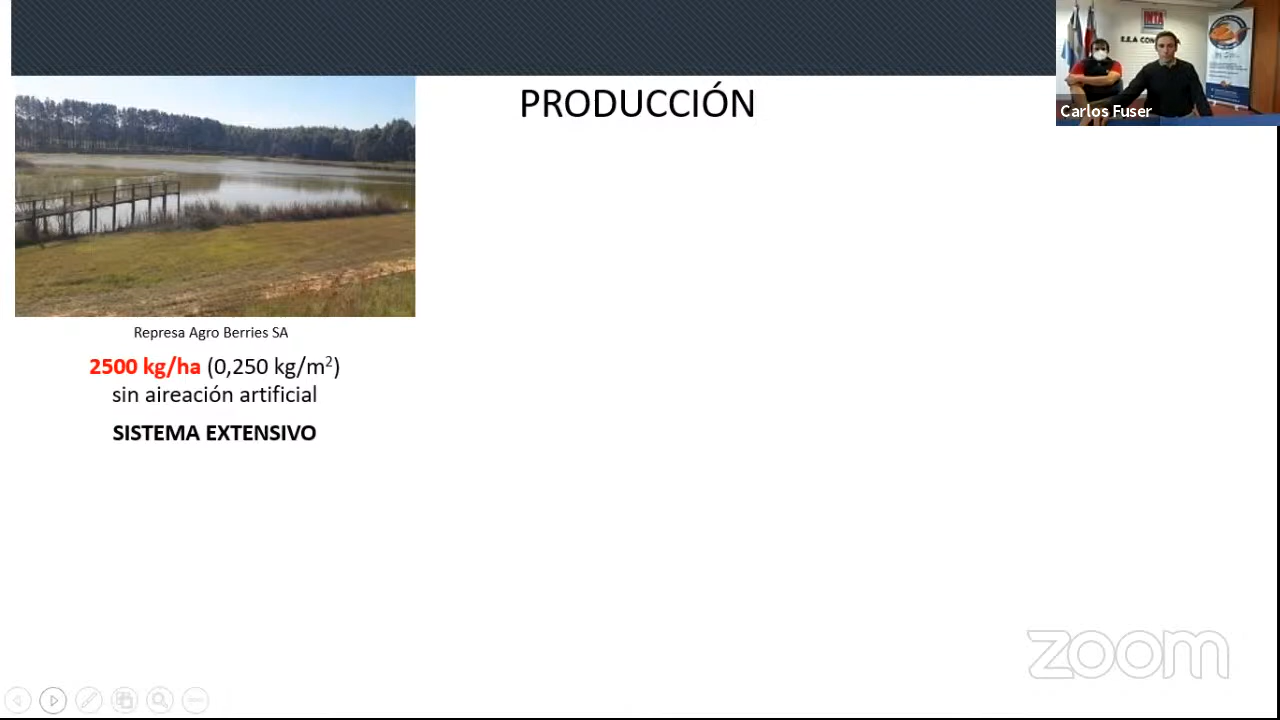 PRODUCCIÓN
INTA
Carlos Fuser
Represa Agro Berries SA
2500 kg/ha (0,250 kg/m²)
sin aireación artificial
SISTEMA EXTENSIVO
zoom